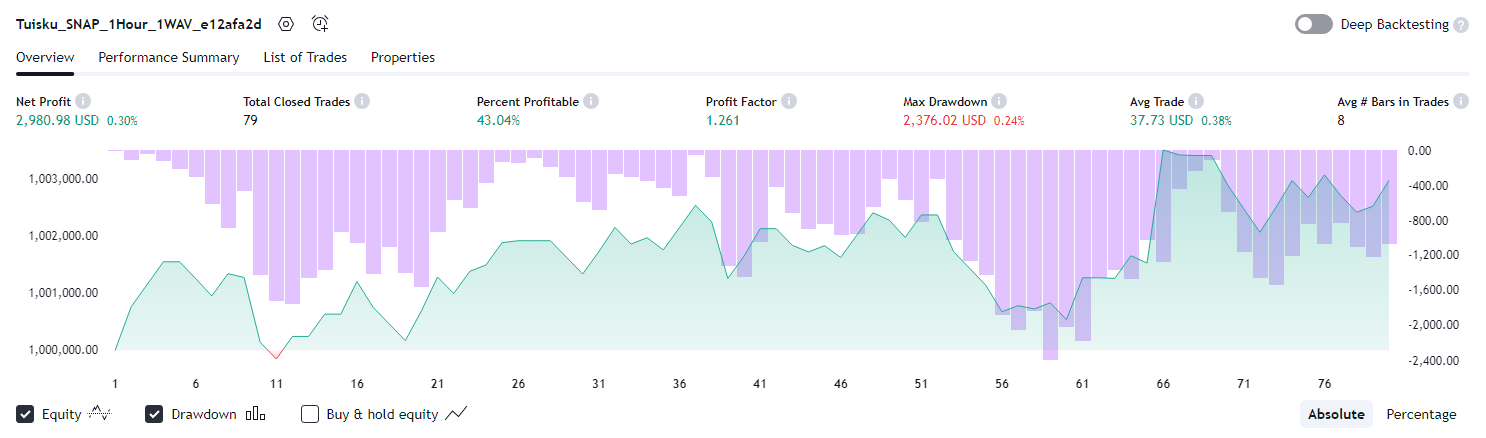 Tuisku_SNAP_1Hour_1WAV_e12afa2d Deep Backtesting ?
Overview Performance Summary List of Trades Properties
Net Profit i Total Closed Trades i Percent Profitable i Profit Factor i Max Drawdown i Avg Trade i Avg # Bars in Trades i
2,980.98 USD 0.30% 79 43.04% 1.261 2,376.02 USD 0.24% 37.73 USD 0.38% 8
0.00
1,003,000.00 -400.00
-800.00
1,002,000.00
-1,200.00
1,001,000.00 -1,600.00
-2,000.00
1,000,000.00
-2,400.00
1 6 11 16 21 26 31 36 41 46 51 56 61 66 71 76
Equity Drawdown Buy & hold equity Absolute Percentage